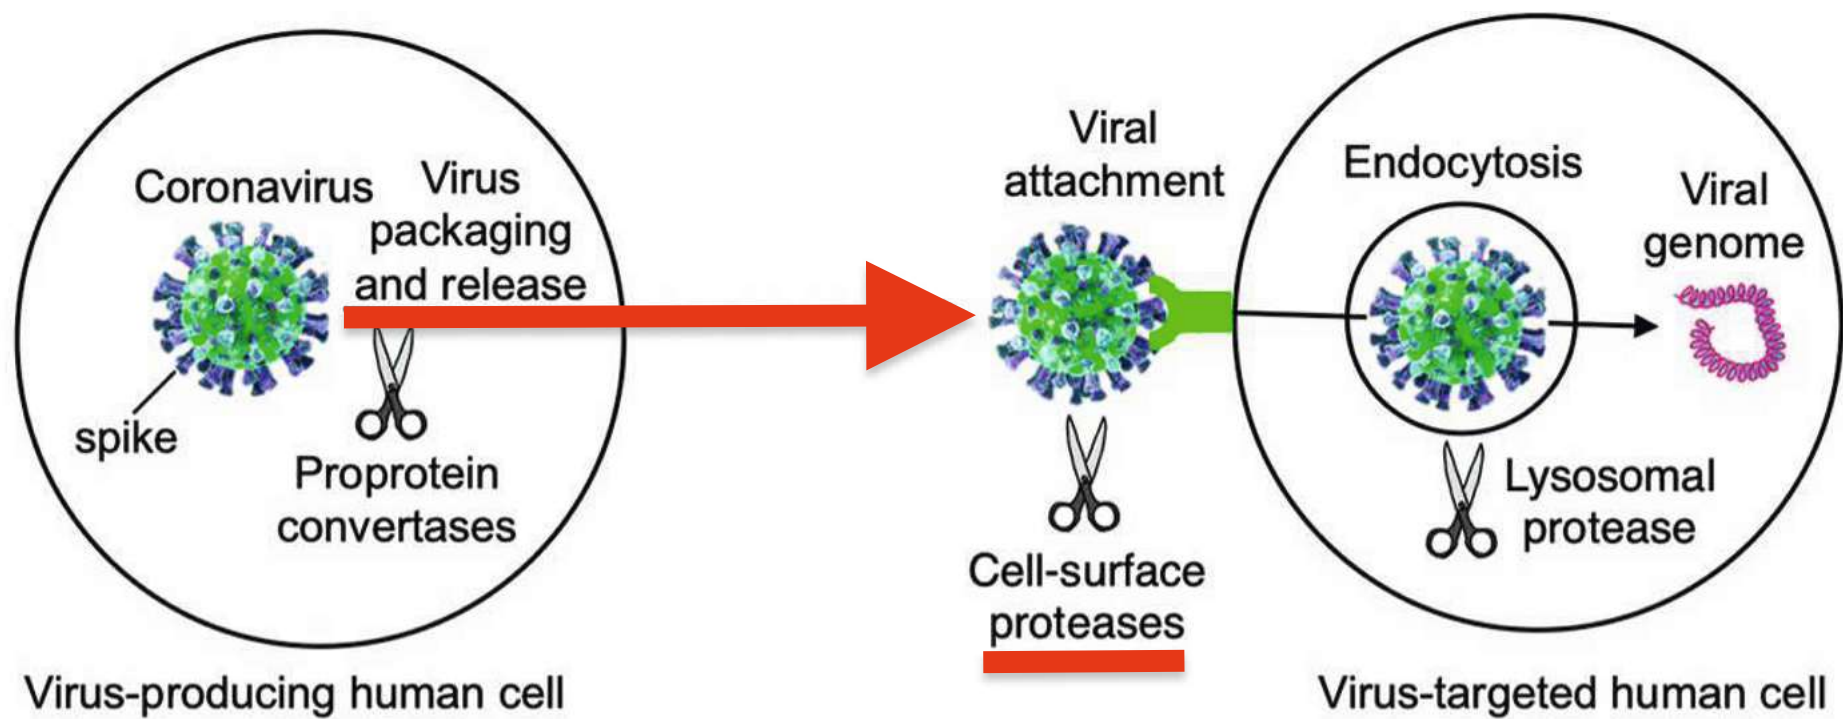 Coronavirus
Virus
packaging
and release
spike
Proprotein
convertases
Virus-producing human cell
Viral
attachment
Cell-surface
proteases
Endocytosis
Viral
genome
Lysosomal
protease
Virus-targeted human cell